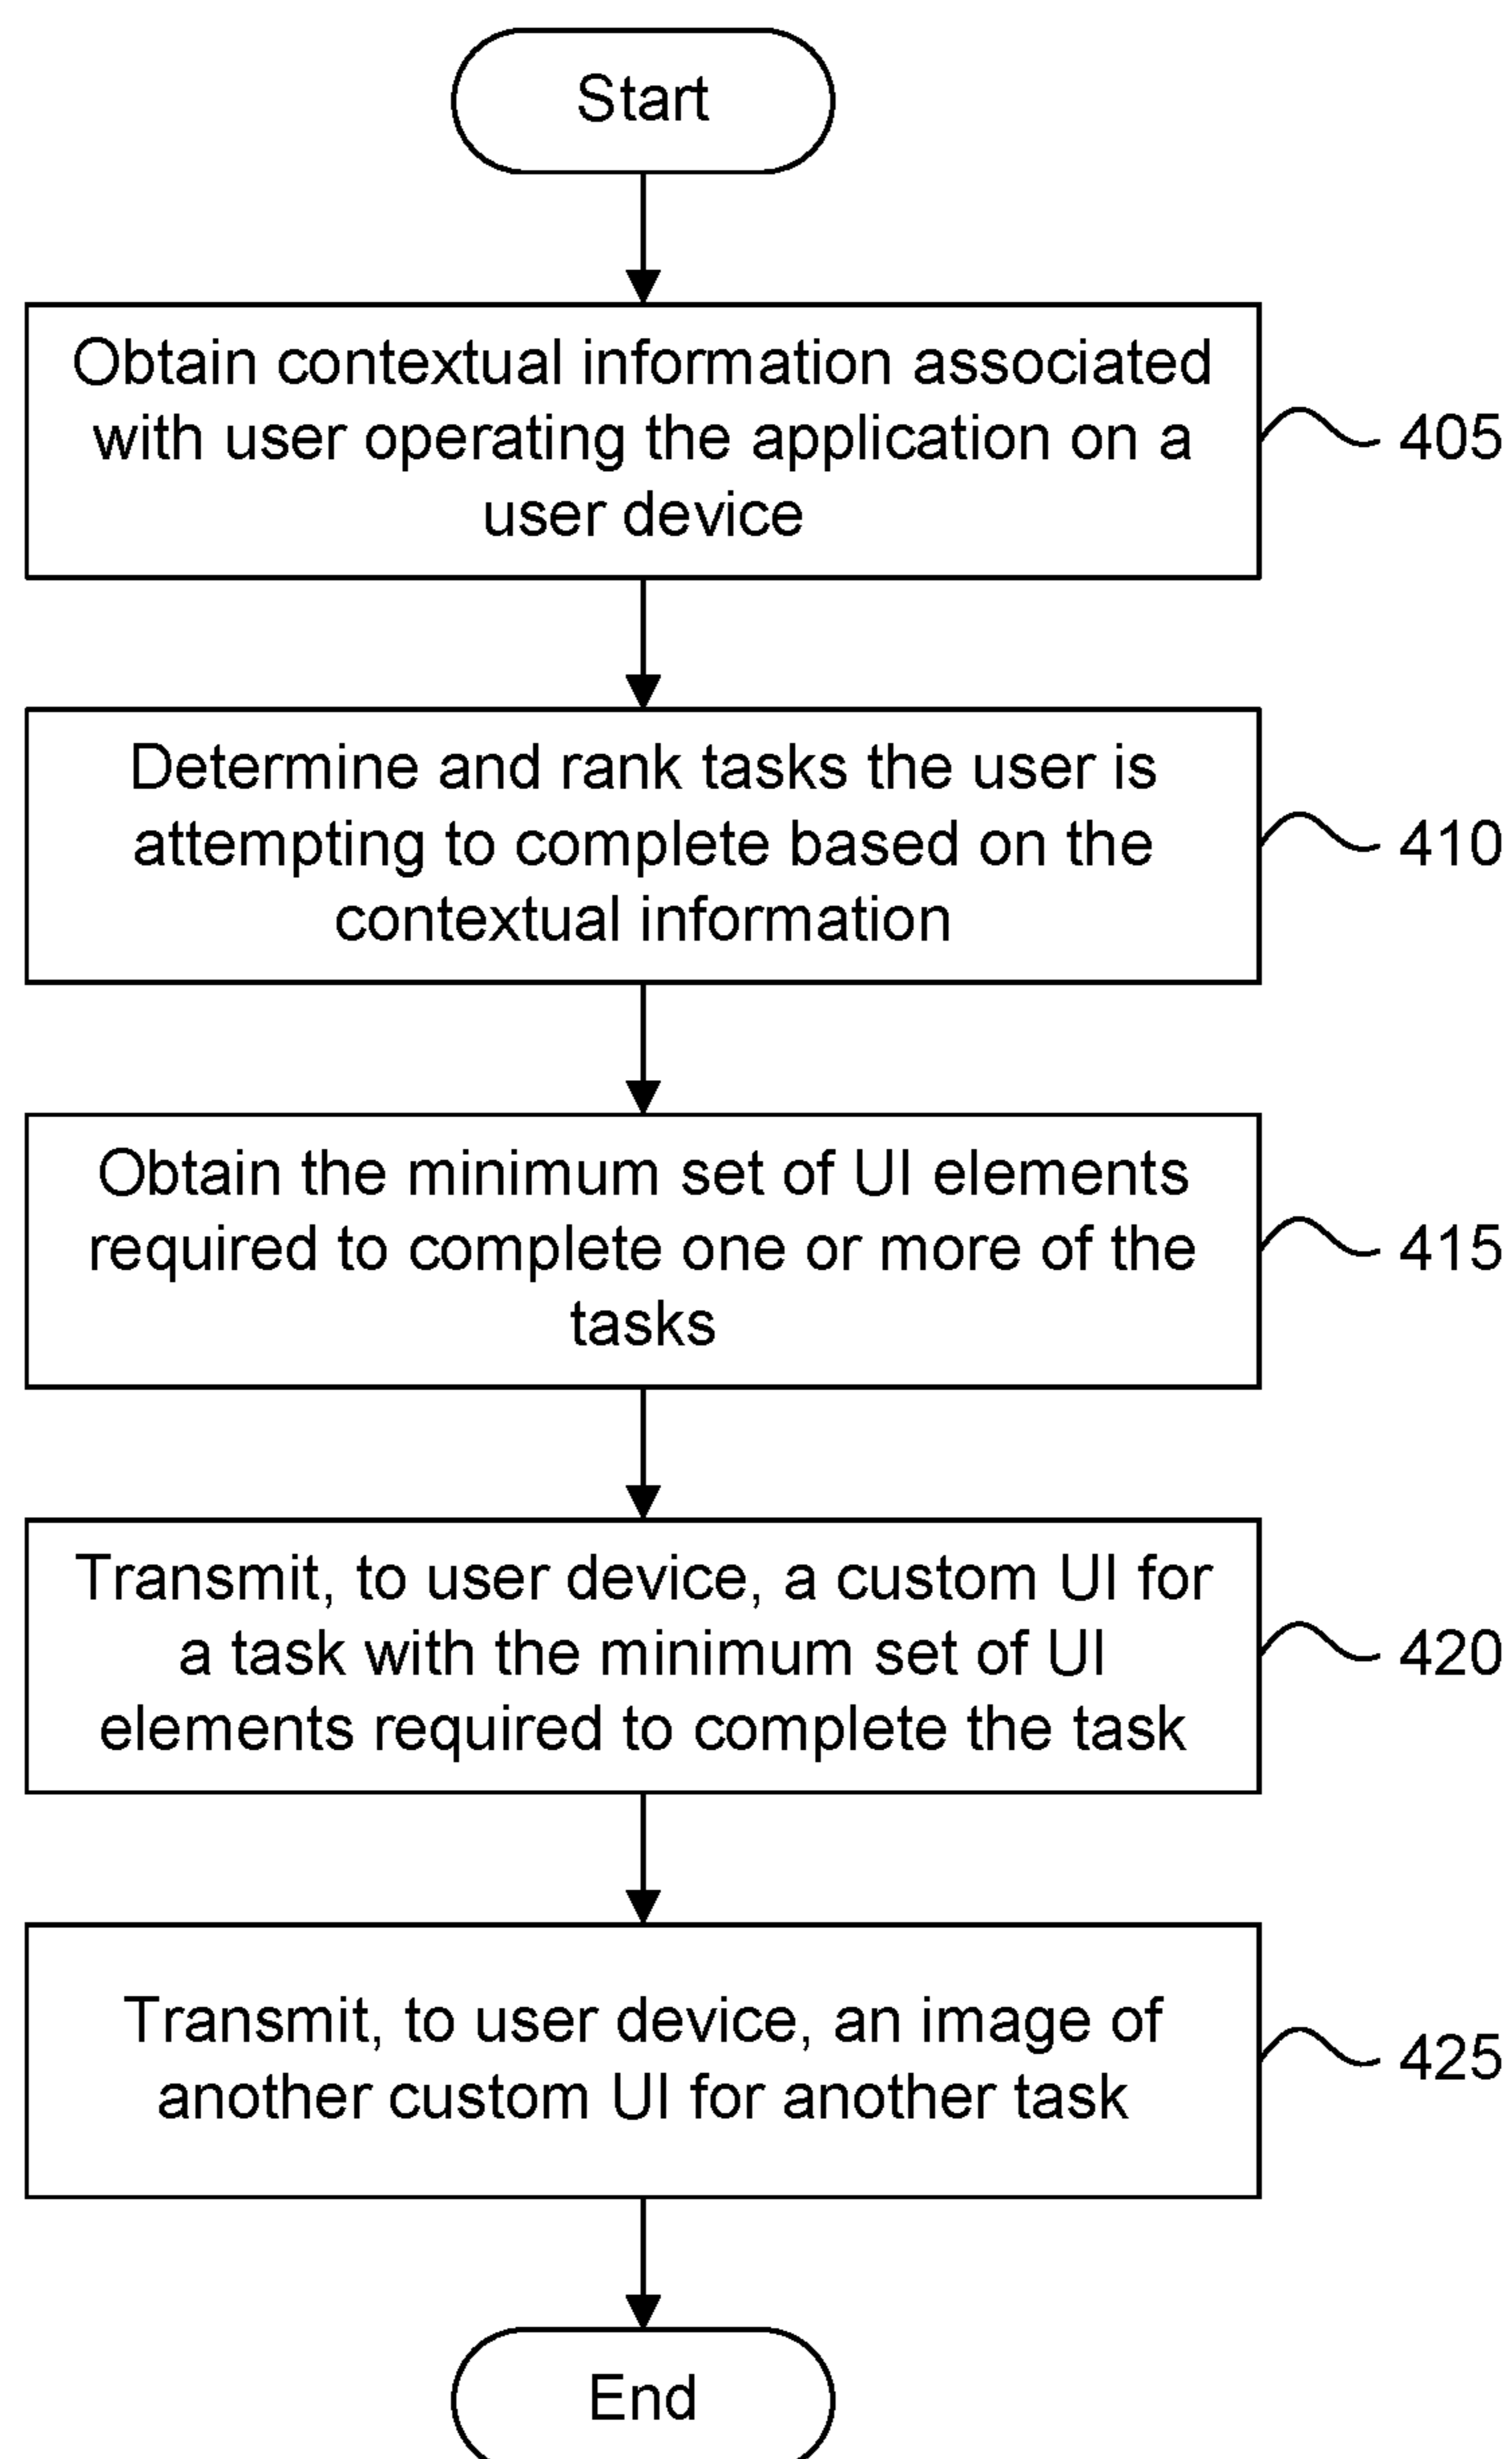 Start
Obtain contextual information associated
with user operating the application on a
user device
405
Determine and rank tasks the user is
attempting to complete based on the
contextual information
410
Obtain the minimum set of UI elements
required to complete one or more of the
tasks
415
Transmit, to user device, a custom UI for
a task with the minimum set of UI
elements required to complete the task
420
Transmit, to user device, an image of
another custom UI for another task
425
End